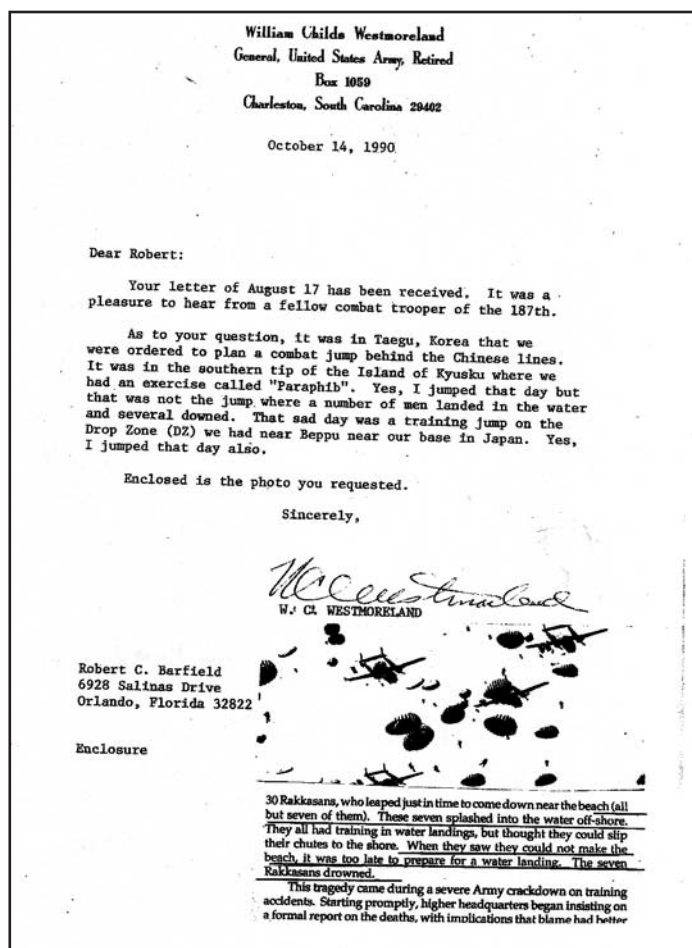 William Childs Westmoreland
General, United States Army, Retired
Box 1059
Charleston, South Carolina 29402
October 14, 1990
Dear Robert:
Your letter of August 17 has been received. It was a
pleasure to hear from a fellow combat trooper of the 187th.
As to your question, it was in Taegu, Korea that we
were ordered to plan a combat jump behind the Chinese lines.
It was in the southern tip of the Island of Kyusku where we
had an exercise called "Paraphib". Yes, I jumped that day but
that was not the jump where a number of men landed in the water
and several downed. That sad day was a training jump on the
Drop Zone (DZ) we had near Beppu near our base in Japan. Yes,
I jumped that day also.
Enclosed is the photo you requested.
Sincerely,
W C Westmoreland
W. C. WESTMORELAND
Robert C. Barfield
6928 Salinas Drive
Orlando, Florida 32822
Enclosure
30 Rakkasans, who leaped just in time to come down near the beach (all
but seven of them). These seven splashed into the water off-shore.
They all had training in water landings, but thought they could slip
their chutes to the shore. When they saw they could not make the
beach, it was too late to prepare for a water landing. The seven
Rakkasans drowned.
This tragedy came during a severe Army crackdown on training
accidents. Starting promptly, higher headquarters began insisting on
a formal report on the deaths, with implications that blame had better